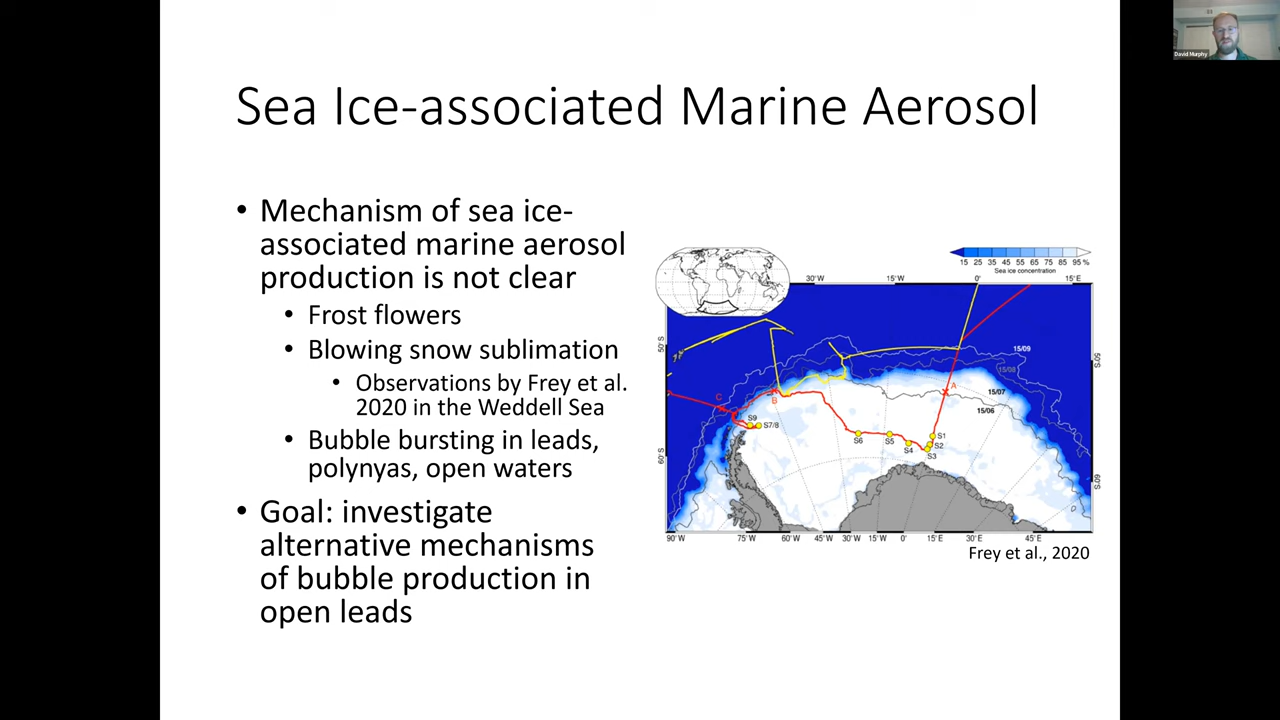 David Murphy
Sea Ice-associated Marine Aerosol
• Mechanism of sea ice-
associated marine aerosol
production is not clear
• Frost flowers
• Blowing snow sublimation
• Observations by Frey et al.
2020 in the Weddell Sea
• Bubble bursting in leads,
polynyas, open waters
• Goal: investigate
alternative mechanisms
of bubble production in
open leads
15 25 35 45 55 65 75 85 95 %
Sea ice concentration
30°W 15°W 0° 15°E
50°S
50°S
15/09
15/08
15/07
15/06
A
B
C
S9
S7/8
S6
S5
S4
S1
S2
S3
60°S
60°S
90°W 75°W 60°W 45°W 30°W 15°W 0° 15°E 30°E 45°E
Frey et al., 2020